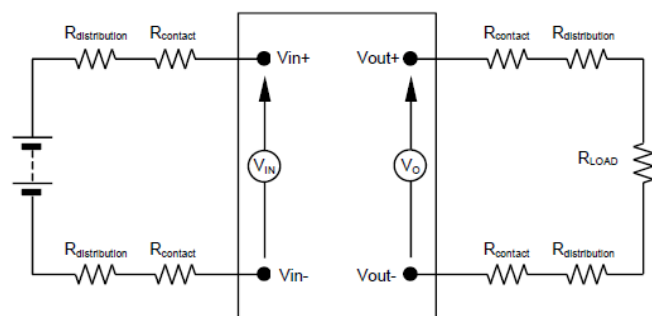 Rdistribution Rcontact Vin+ Vout+ Rcontact Rdistribution
VIN VO RLOAD
Rdistribution Rcontact Vin- Vout- Rcontact Rdistribution